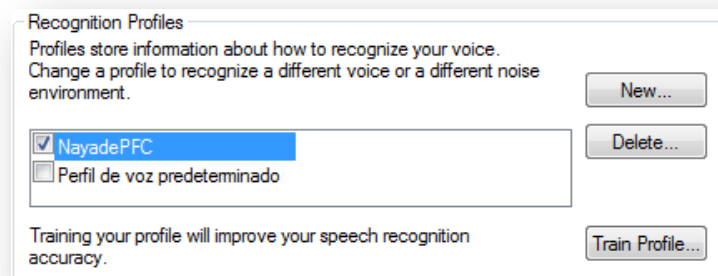 Recognition Profiles
Profiles store information about how to recognize your voice.
Change a profile to recognize a different voice or a different noise
environment.
New...
NayadePFC
Delete...
Perfil de voz predeterminado
Training your profile will improve your speech recognition
accuracy.
Train Profile...